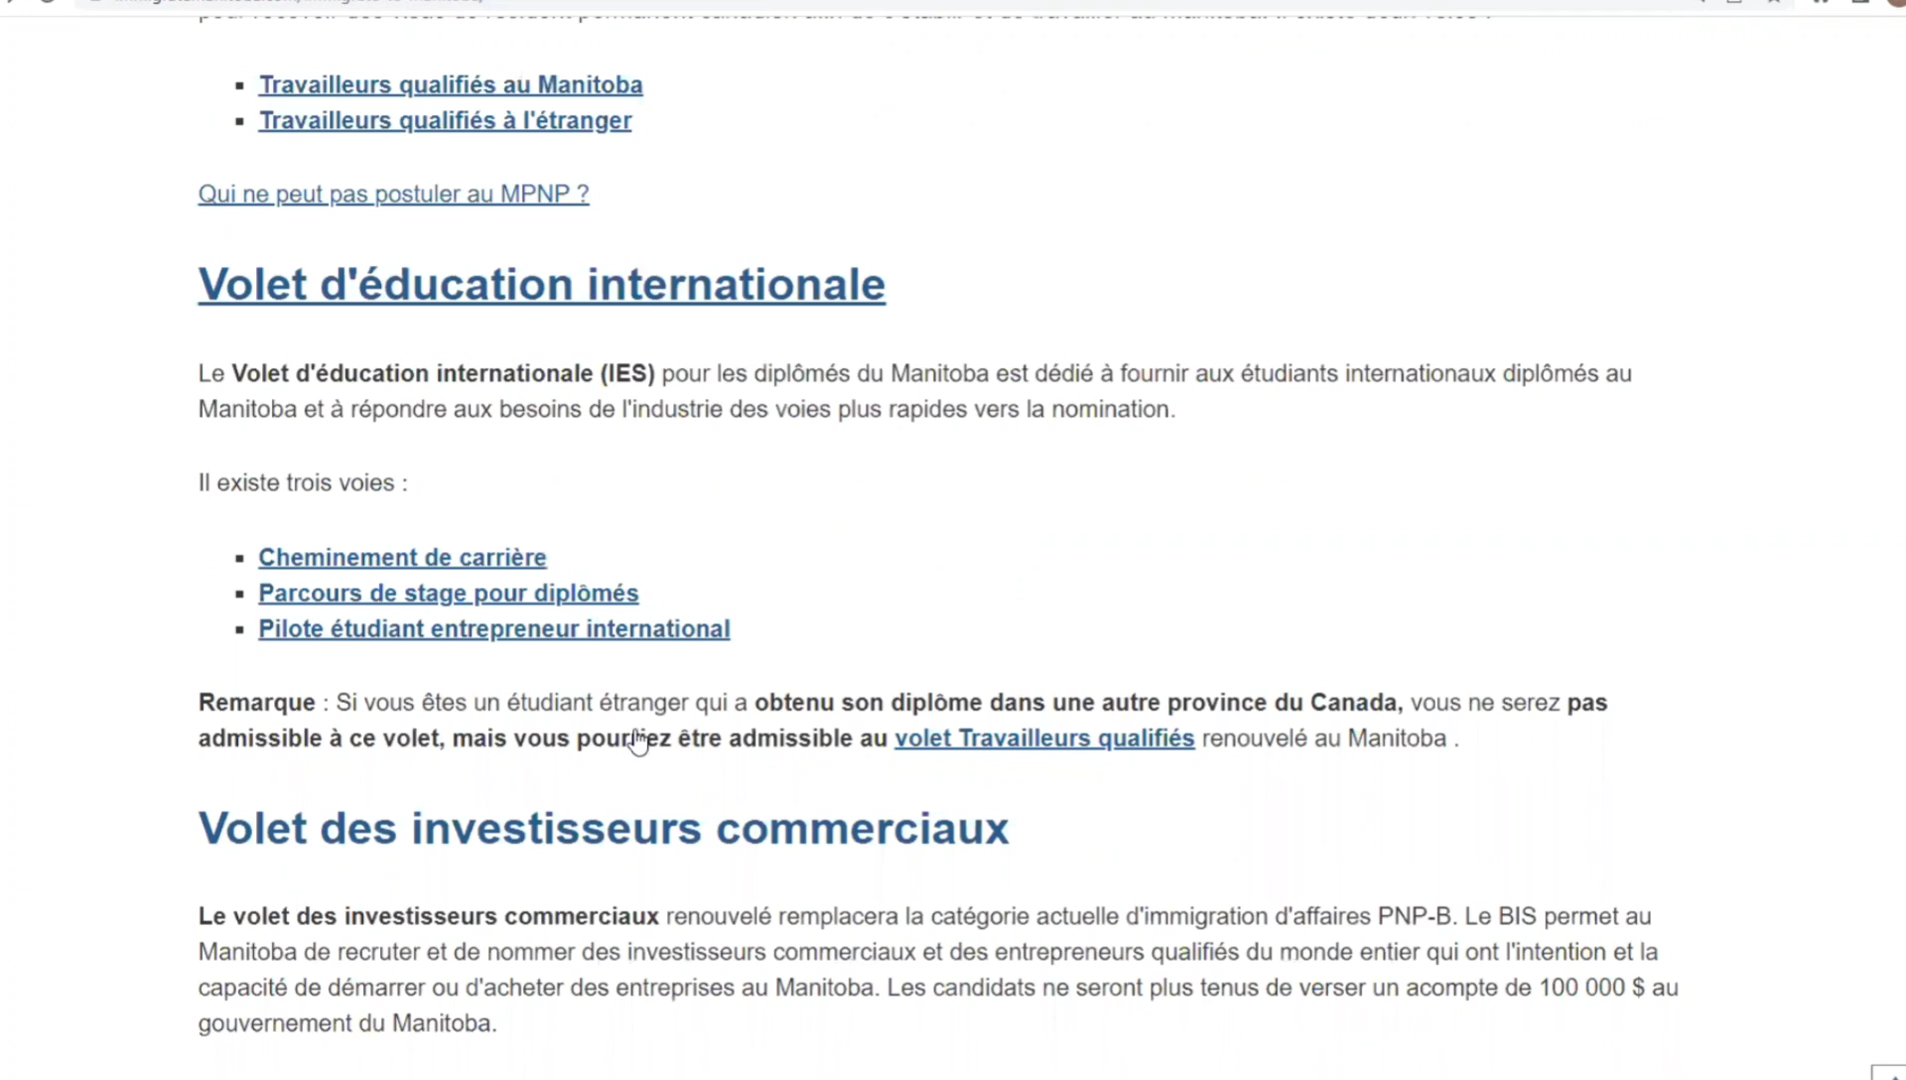 Travailleurs qualifiés au Manitoba
Travailleurs qualifiés à l'étranger
Qui ne peut pas postuler au MPNP ?
Volet d'éducation internationale
Le Volet d'éducation internationale (IES) pour les diplômés du Manitoba est dédié à fournir aux étudiants internationaux diplômés au
Manitoba et à répondre aux besoins de l'industrie des voies plus rapides vers la nomination.
Il existe trois voies :
Cheminement de carrière
Parcours de stage pour diplômés
Pilote étudiant entrepreneur international
Remarque : Si vous êtes un étudiant étranger qui a obtenu son diplôme dans une autre province du Canada, vous ne serez pas
admissible à ce volet, mais vous pourriez être admissible au volet Travailleurs qualifiés renouvelé au Manitoba .
Volet des investisseurs commerciaux
Le volet des investisseurs commerciaux renouvelé remplacera la catégorie actuelle d'immigration d'affaires PNP-B. Le BIS permet au
Manitoba de recruter et de nommer des investisseurs commerciaux et des entrepreneurs qualifiés du monde entier qui ont l'intention et la
capacité de démarrer ou d'acheter des entreprises au Manitoba. Les candidats ne seront plus tenus de verser un acompte de 100 000 $ au
gouvernement du Manitoba.